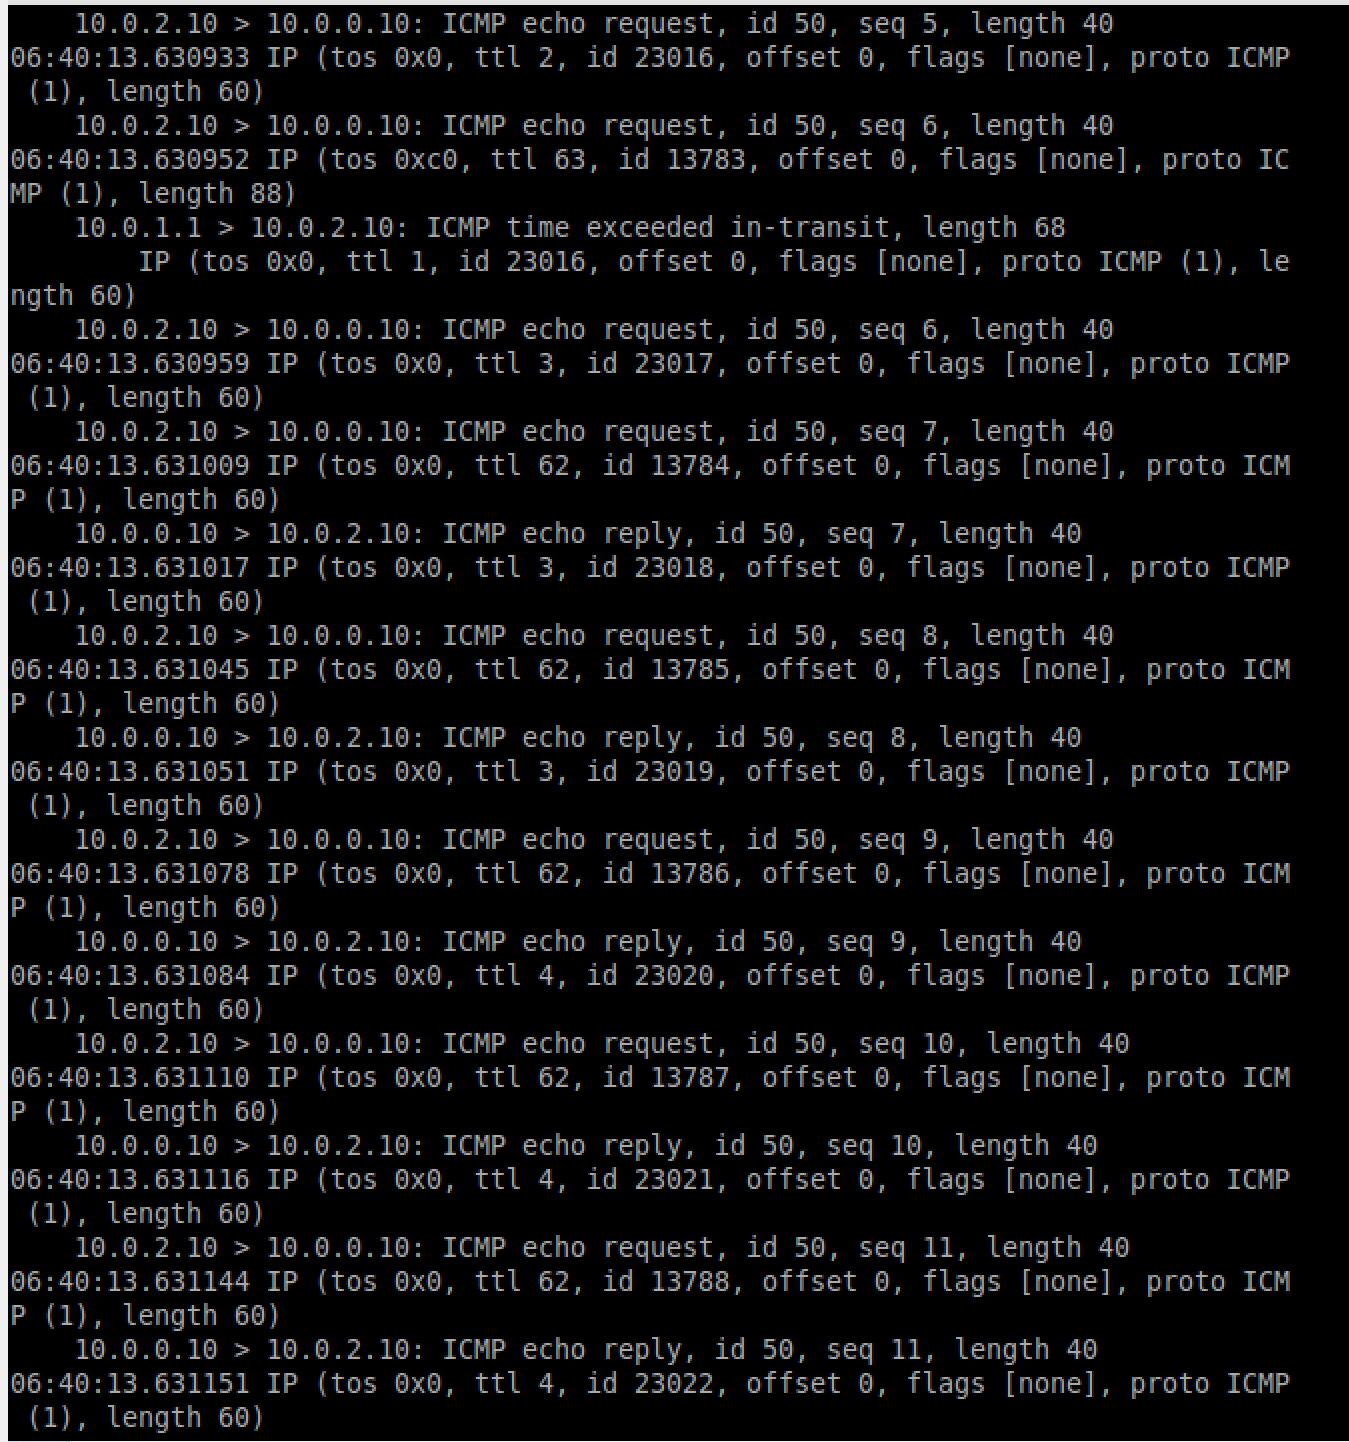 10.0.2.10 > 10.0.0.10: ICMP echo request, id 50, seq 5, length 40
06:40:13.630933 IP (tos 0x0, ttl 2, id 23016, offset 0, flags [none], proto ICMP
 (1), length 60)
    10.0.2.10 > 10.0.0.10: ICMP echo request, id 50, seq 6, length 40
06:40:13.630952 IP (tos 0xc0, ttl 63, id 13783, offset 0, flags [none], proto IC
MP (1), length 88)
    10.0.1.1 > 10.0.2.10: ICMP time exceeded in-transit, length 68
        IP (tos 0x0, ttl 1, id 23016, offset 0, flags [none], proto ICMP (1), le
ngth 60)
    10.0.2.10 > 10.0.0.10: ICMP echo request, id 50, seq 6, length 40
06:40:13.630959 IP (tos 0x0, ttl 3, id 23017, offset 0, flags [none], proto ICMP
 (1), length 60)
    10.0.2.10 > 10.0.0.10: ICMP echo request, id 50, seq 7, length 40
06:40:13.631009 IP (tos 0x0, ttl 62, id 13784, offset 0, flags [none], proto ICM
P (1), length 60)
    10.0.0.10 > 10.0.2.10: ICMP echo reply, id 50, seq 7, length 40
06:40:13.631017 IP (tos 0x0, ttl 3, id 23018, offset 0, flags [none], proto ICMP
 (1), length 60)
    10.0.2.10 > 10.0.0.10: ICMP echo request, id 50, seq 8, length 40
06:40:13.631045 IP (tos 0x0, ttl 62, id 13785, offset 0, flags [none], proto ICM
P (1), length 60)
    10.0.0.10 > 10.0.2.10: ICMP echo reply, id 50, seq 8, length 40
06:40:13.631051 IP (tos 0x0, ttl 3, id 23019, offset 0, flags [none], proto ICMP
 (1), length 60)
    10.0.2.10 > 10.0.0.10: ICMP echo request, id 50, seq 9, length 40
06:40:13.631078 IP (tos 0x0, ttl 62, id 13786, offset 0, flags [none], proto ICM
P (1), length 60)
    10.0.0.10 > 10.0.2.10: ICMP echo reply, id 50, seq 9, length 40
06:40:13.631084 IP (tos 0x0, ttl 4, id 23020, offset 0, flags [none], proto ICMP
 (1), length 60)
    10.0.2.10 > 10.0.0.10: ICMP echo request, id 50, seq 10, length 40
06:40:13.631110 IP (tos 0x0, ttl 62, id 13787, offset 0, flags [none], proto ICM
P (1), length 60)
    10.0.0.10 > 10.0.2.10: ICMP echo reply, id 50, seq 10, length 40
06:40:13.631116 IP (tos 0x0, ttl 4, id 23021, offset 0, flags [none], proto ICMP
 (1), length 60)
    10.0.2.10 > 10.0.0.10: ICMP echo request, id 50, seq 11, length 40
06:40:13.631144 IP (tos 0x0, ttl 62, id 13788, offset 0, flags [none], proto ICM
P (1), length 60)
    10.0.0.10 > 10.0.2.10: ICMP echo reply, id 50, seq 11, length 40
06:40:13.631151 IP (tos 0x0, ttl 4, id 23022, offset 0, flags [none], proto ICMP
 (1), length 60)